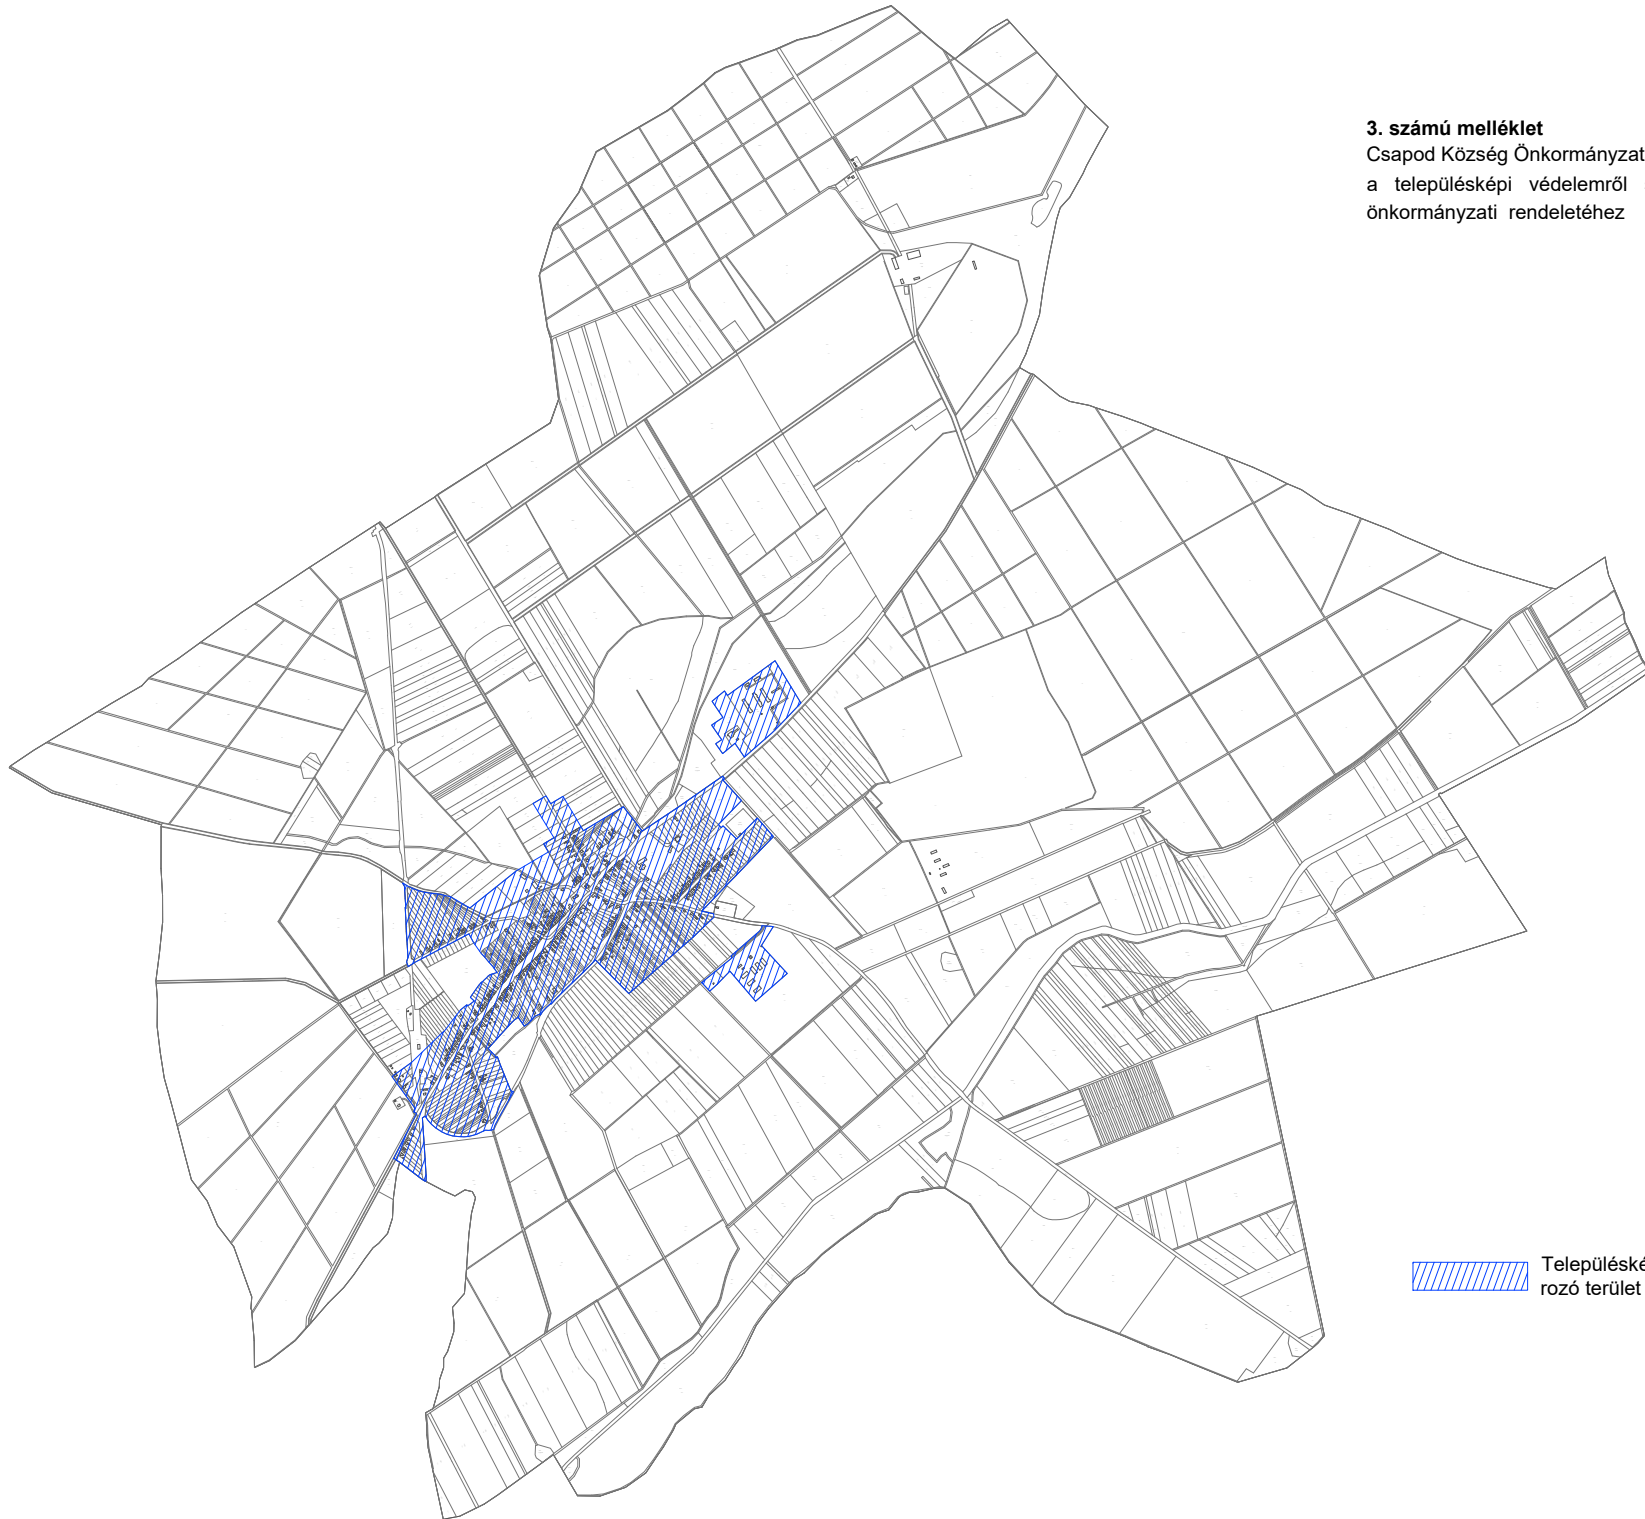 3. számú melléklet
Csapod Község Önkormányzat
a településképi védelemről
önkormányzati rendeletéhez
Településké
rozó terület